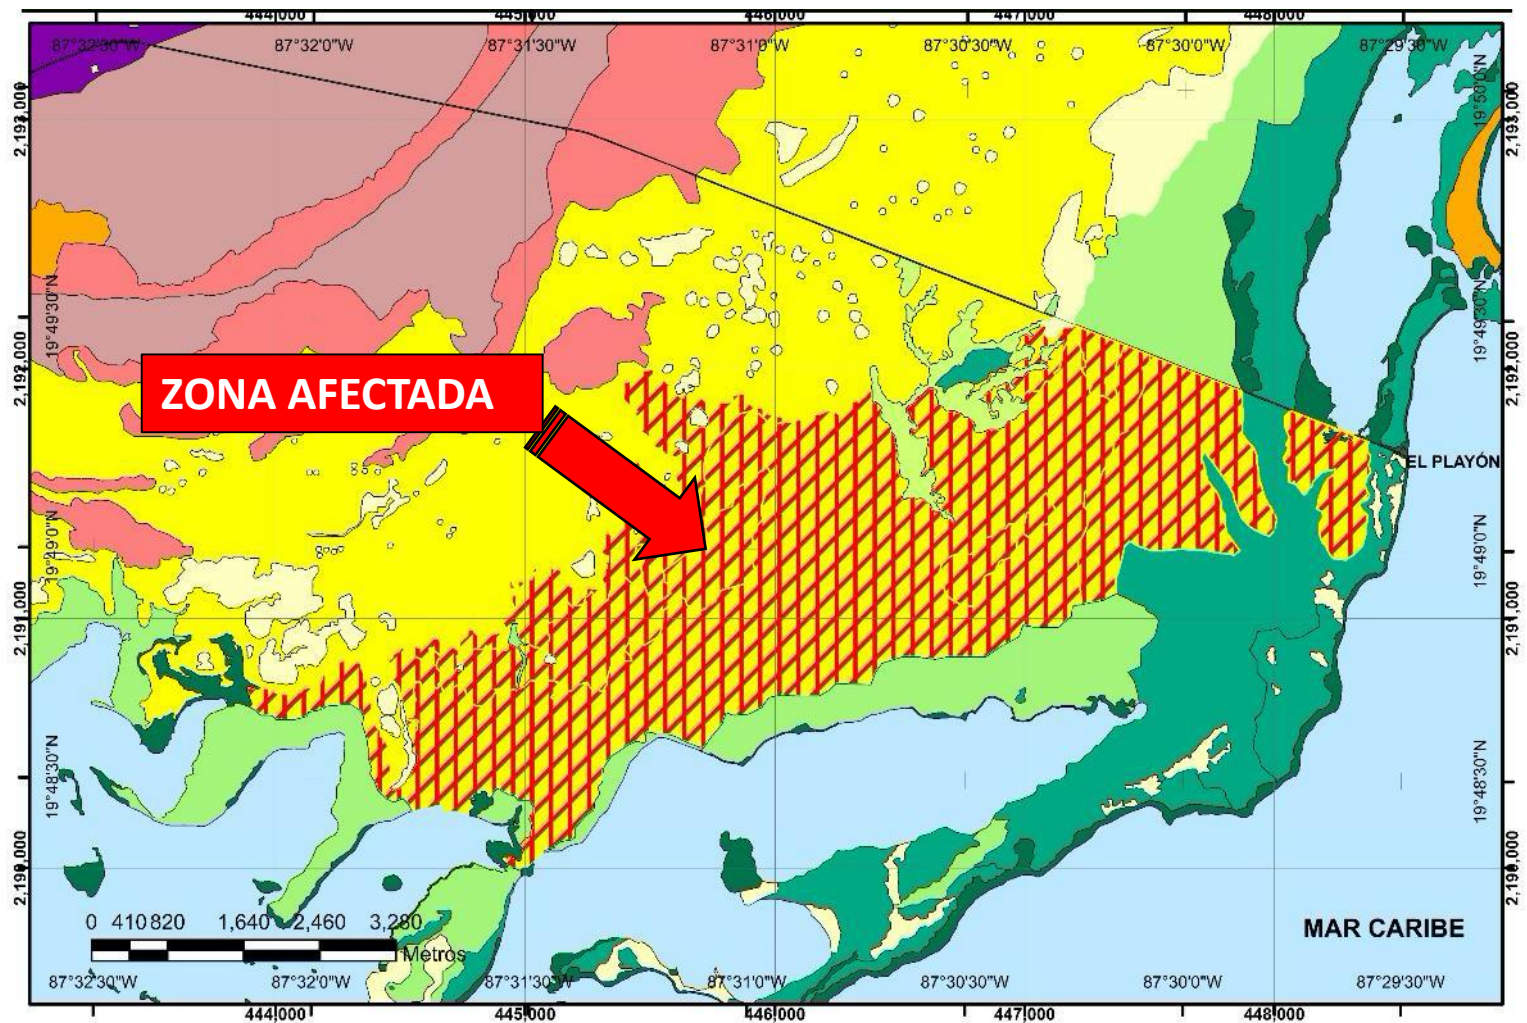 444,000 445,000 446,000 447,000 448,000
87°32'30"W 87°32'0"W 87°31'30"W 87°31'0"W 87°30'30"W 87°30'0"W 87°29'30"W
2,193,000
19°50'0"N
2,193,000
19°49'30"N
19°49'30"N
2,192,000
2,192,000
ZONA AFECTADA
EL PLAYÓN
19°49'0"N
19°49'0"N
2,191,000
2,191,000
19°48'30"N
19°48'30"N
2,190,000
2,190,000
0 410 820 1,640 2,460 3,280
Metros
MAR CARIBE
87°32'30"W 87°32'0"W 87°31'30"W 87°31'0"W 87°30'30"W 87°30'0"W 87°29'30"W
444,000 445,000 446,000 447,000 448,000